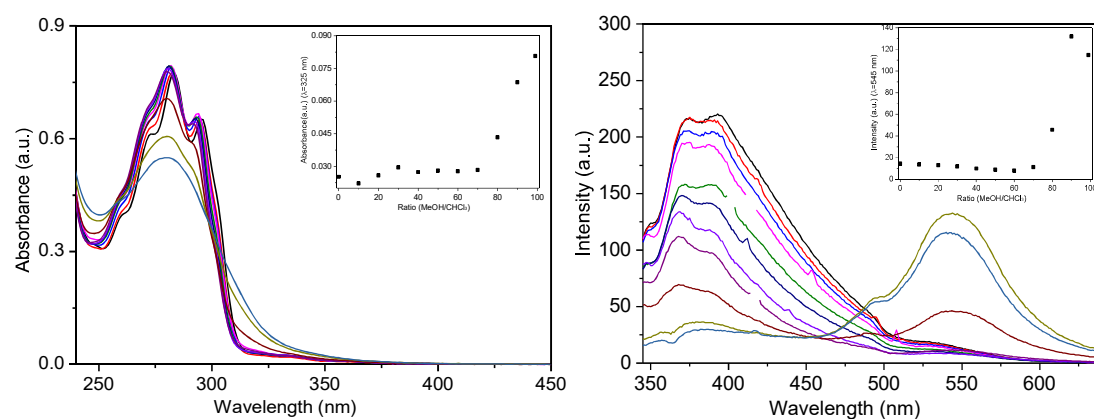 0.9
0.6
0.3
0.0
Absorbance (a.u.)
250 300 350 400 450
Wavelength (nm)
0.090
0.075
0.060
0.045
0.030
Absorbance(a.u.) (λ=325 nm)
0 20 40 60 80 100
Ratio (MeOH/CHCl₃)
300
250
200
150
100
50
0
Intensity (a.u.)
350 400 450 500 550 600
Wavelength (nm)
140
120
100
80
60
40
20
0
Intensity (a.u.) (λ=545 nm)
0 20 40 60 80 100
Ratio (MeOH/CHCl₃)